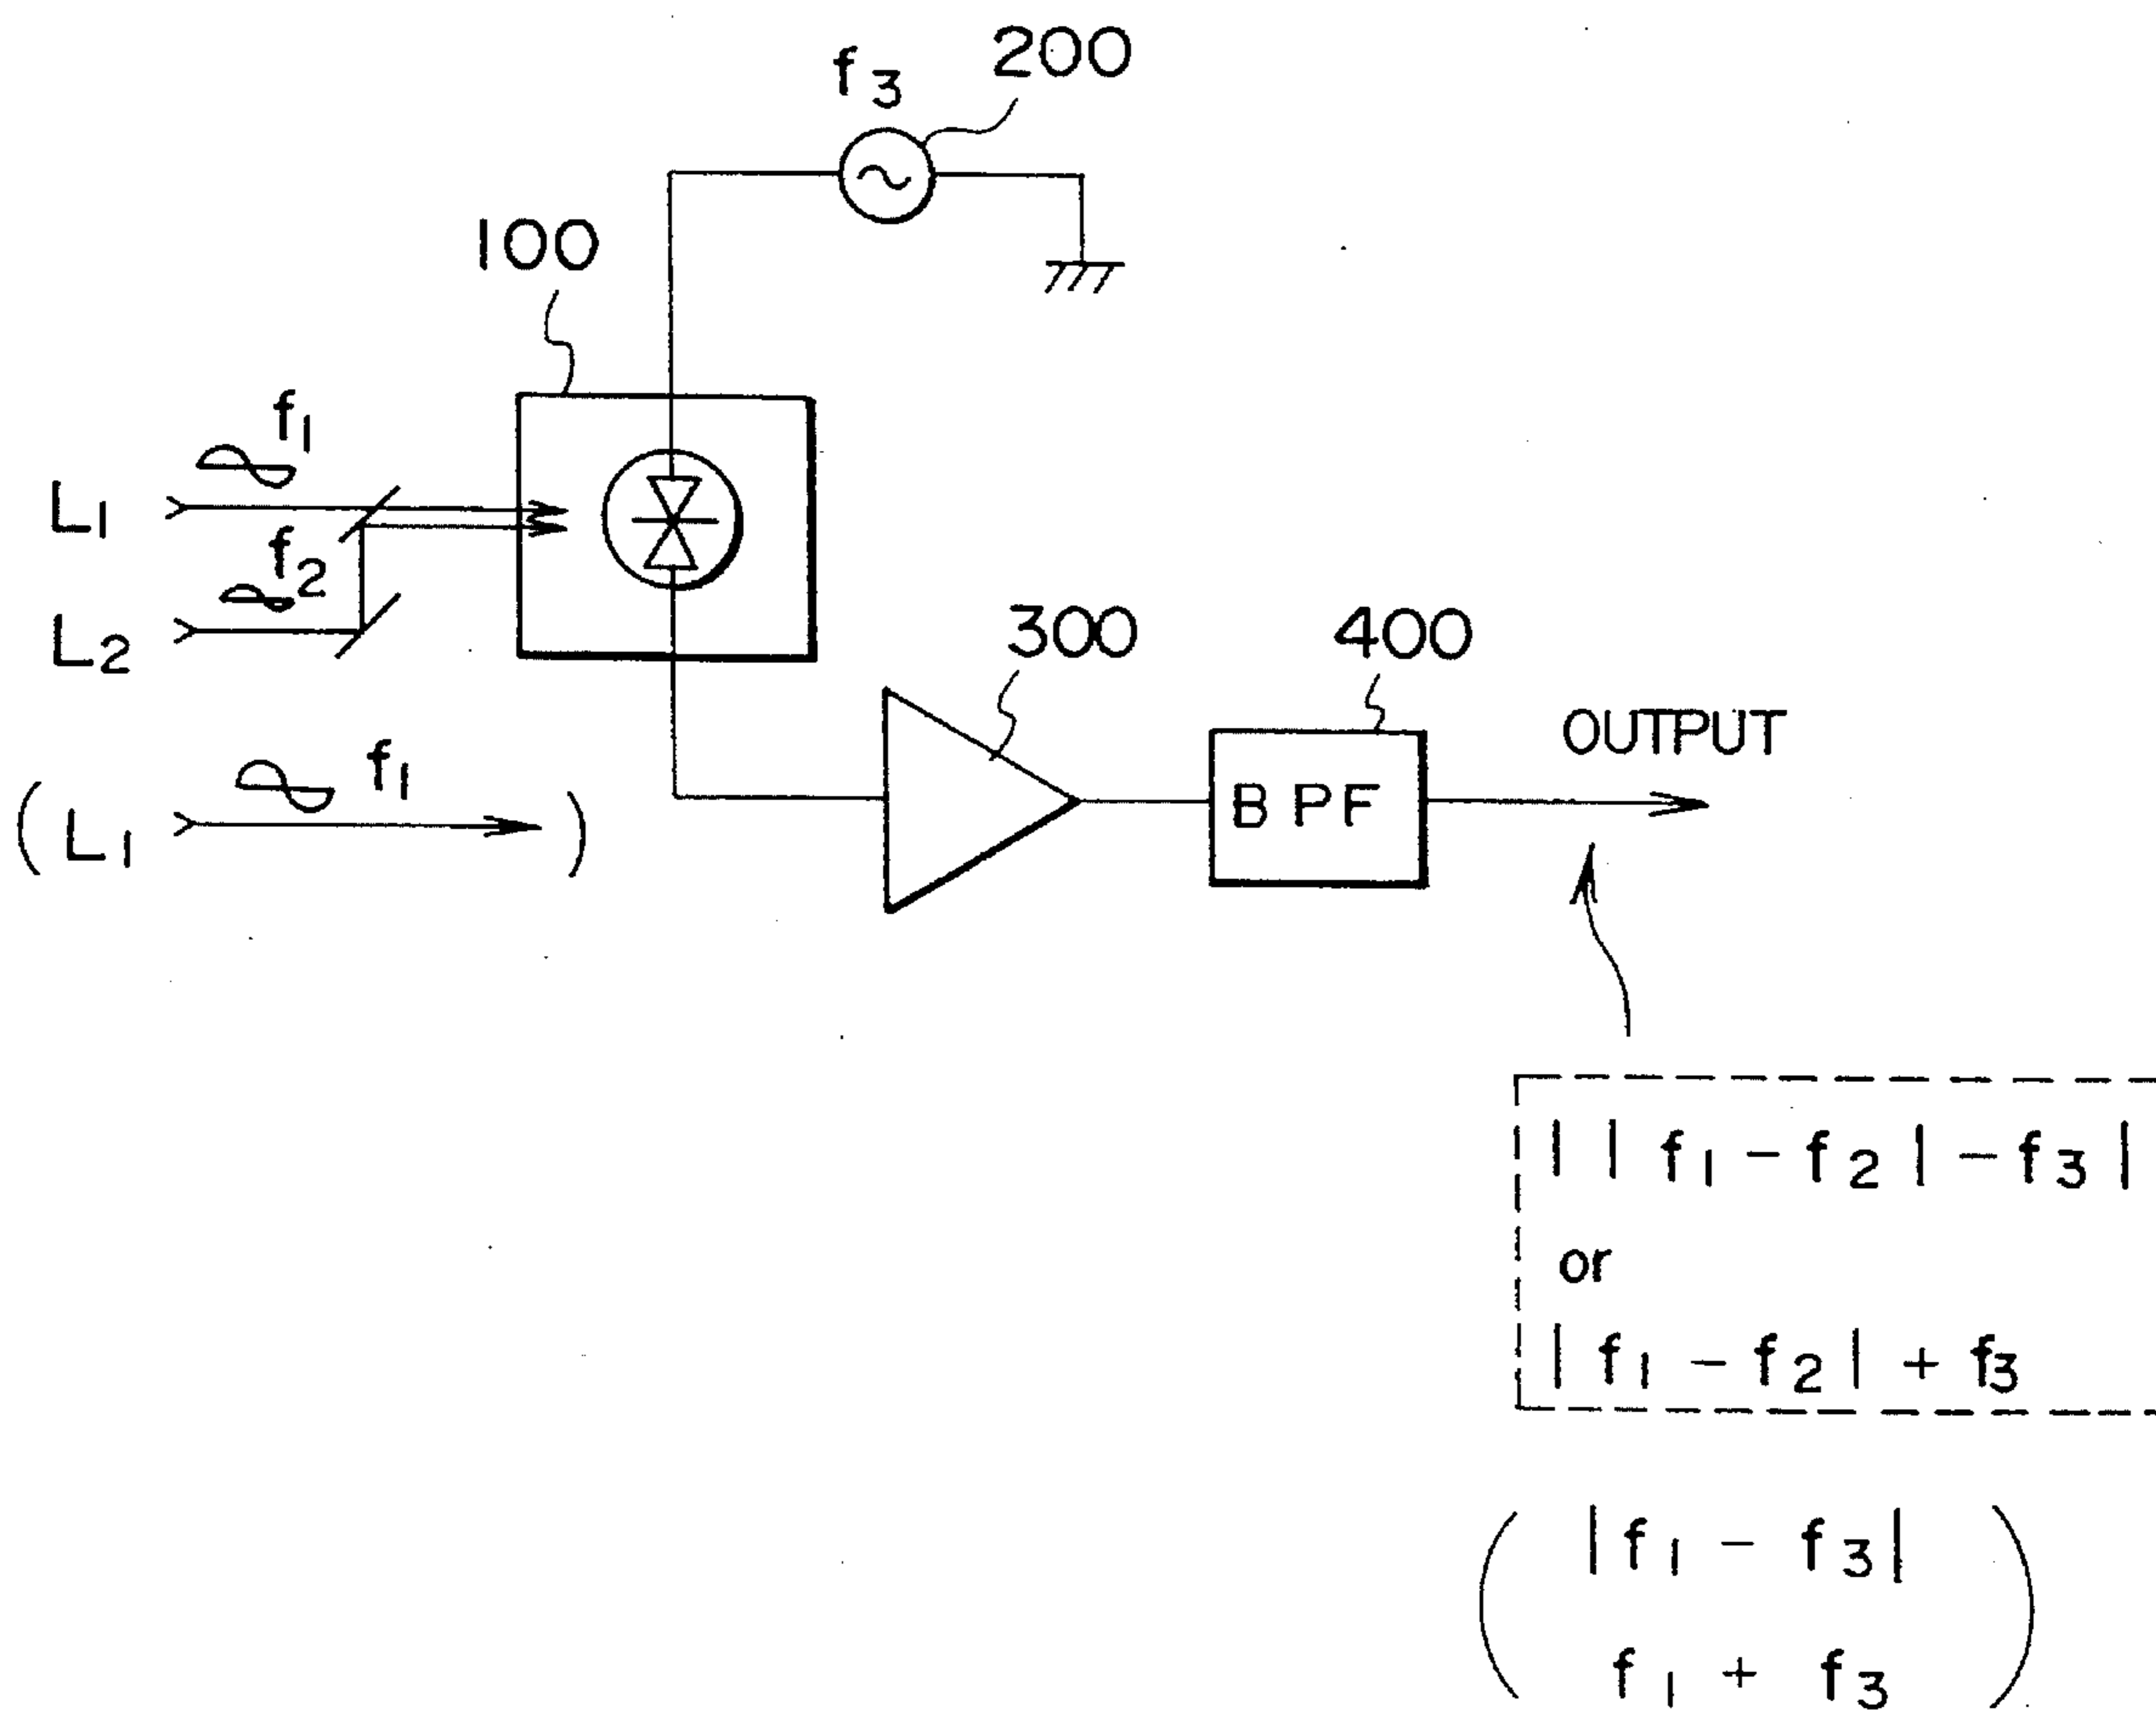 f3
200
100
f1
L1
f2
L2
300
400
OUTPUT
( L1 f1 )
BPF
| | f1 - f2 | - f3 |
or
| f1 - f2 | + f3
( | f1 - f3 |
f1 + f3 )